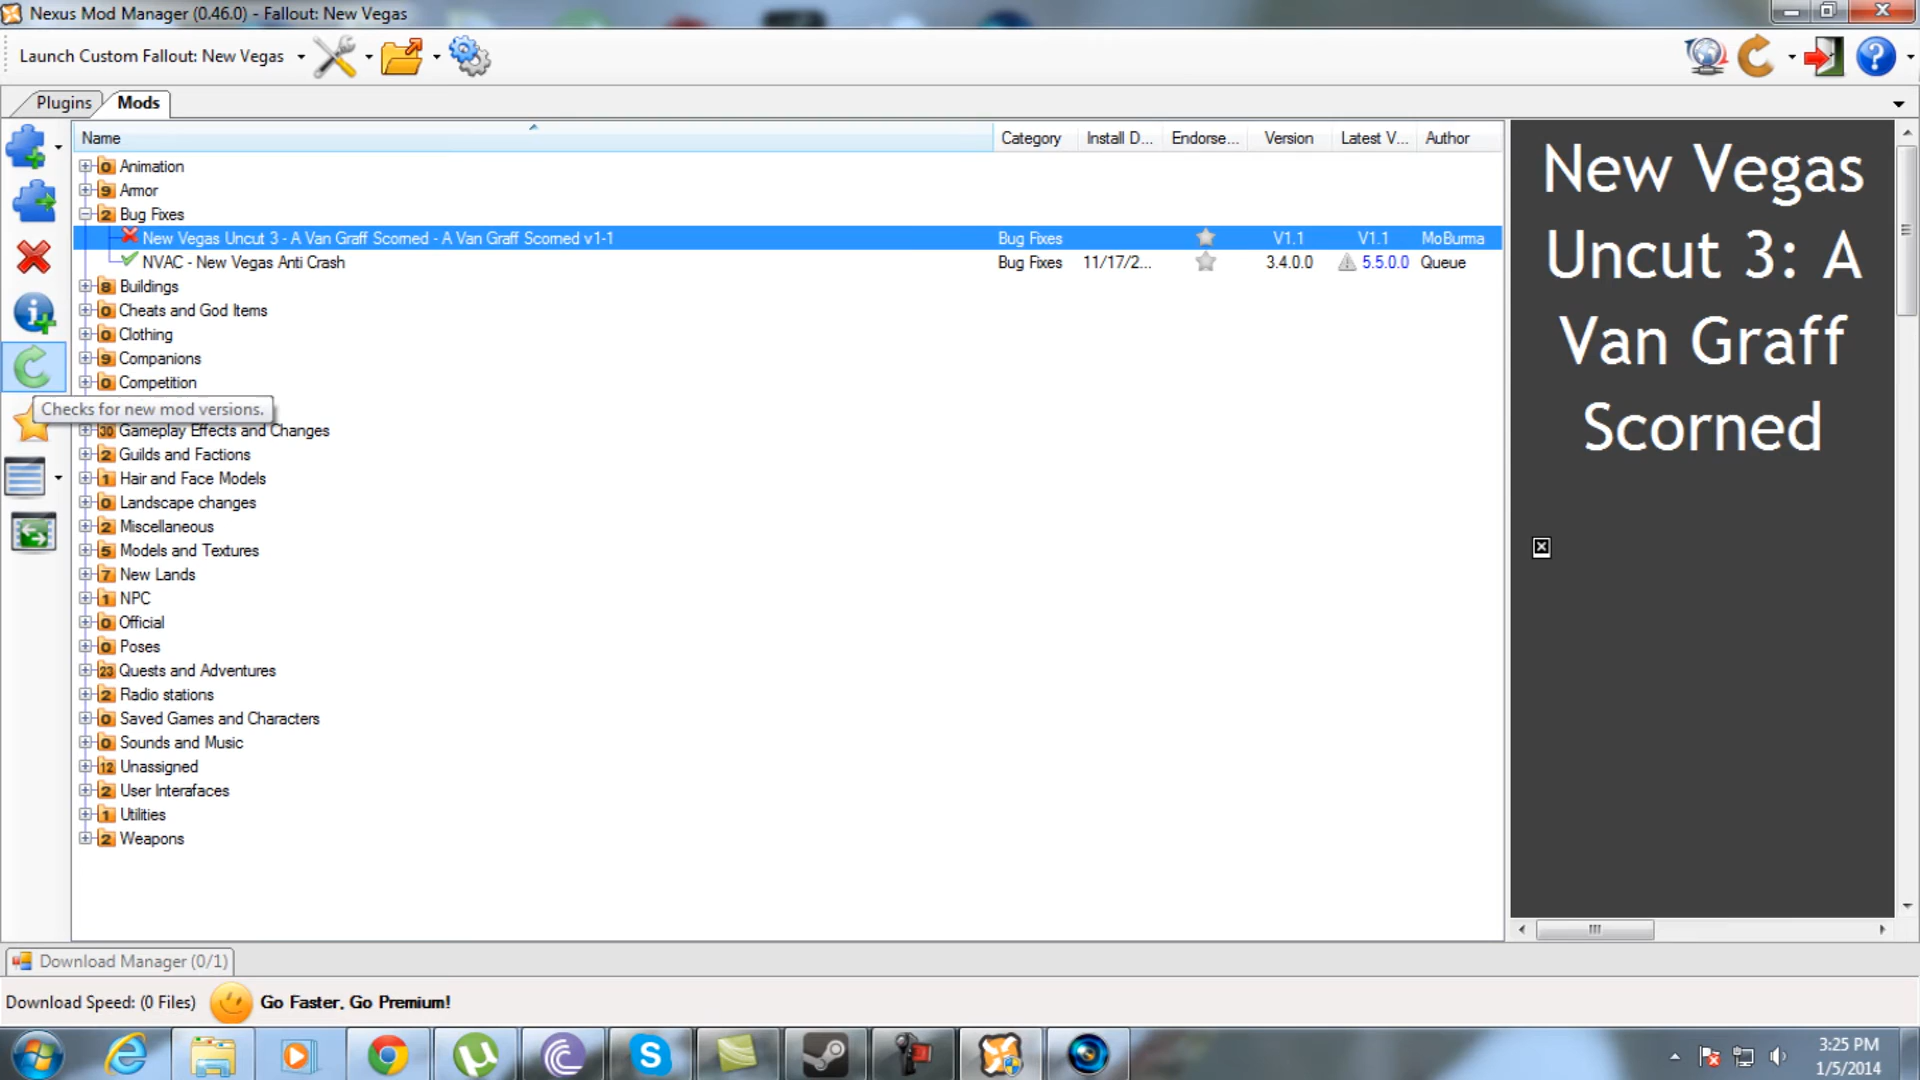 Nexus Mod Manager (0.46.0) - Fallout: New Vegas
Launch Custom Fallout: New Vegas
Plugins Mods
Name Category Install D... Endorse... Version Latest V... Author
0 Animation
9 Armor
2 Bug Fixes
New Vegas Uncut 3 - A Van Graff Scorned - A Van Graff Scorned v1-1 Bug Fixes V1.1 V1.1 MoBurma
NVAC - New Vegas Anti Crash Bug Fixes 11/17/2... 3.4.0.0 5.5.0.0 Queue
8 Buildings
0 Cheats and God Items
0 Clothing
9 Companions
0 Competition
Checks for new mod versions.
30 Gameplay Effects and Changes
2 Guilds and Factions
1 Hair and Face Models
0 Landscape changes
2 Miscellaneous
5 Models and Textures
7 New Lands
1 NPC
0 Official
0 Poses
23 Quests and Adventures
2 Radio stations
0 Saved Games and Characters
0 Sounds and Music
12 Unassigned
2 User Interafaces
1 Utilities
2 Weapons
New Vegas
Uncut 3: A
Van Graff
Scorned
Download Manager (0/1)
Download Speed: (0 Files) Go Faster, Go Premium!
3:25 PM
1/5/2014